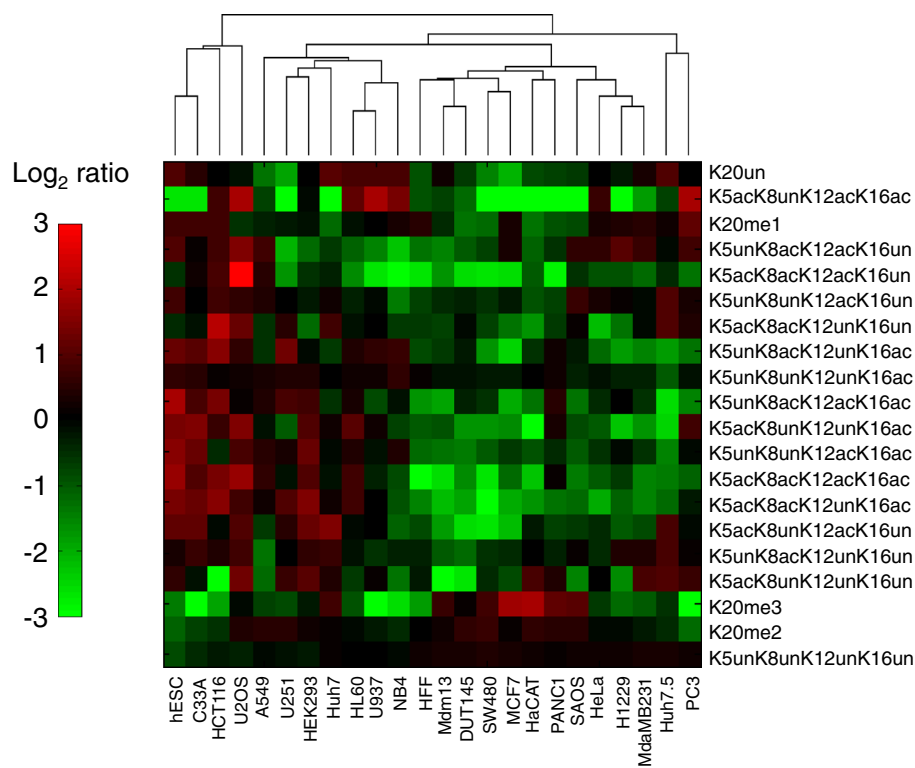 Log2 ratio
3
2
1
0
-1
-2
-3
K20un
K5acK8unK12acK16ac
K20me1
K5unK8acK12acK16un
K5acK8acK12acK16un
K5unK8unK12acK16un
K5acK8acK12unK16un
K5unK8acK12unK16ac
K5unK8unK12unK16ac
K5unK8acK12acK16ac
K5acK8unK12unK16ac
K5unK8unK12acK16ac
K5acK8acK12acK16ac
K5acK8acK12unK16ac
K5acK8unK12acK16un
K5unK8acK12unK16un
K5acK8unK12unK16un
K20me3
K20me2
K5unK8unK12unK16un
hESC
C33A
HCT116
U2OS
A549
U251
HEK293
Huh7
HL60
U937
NB4
HFF
Mdm13
DUT145
SW480
MCF7
HaCAT
PANC1
SAOS
HeLa
H1229
MdaMB231
Huh7.5
PC3